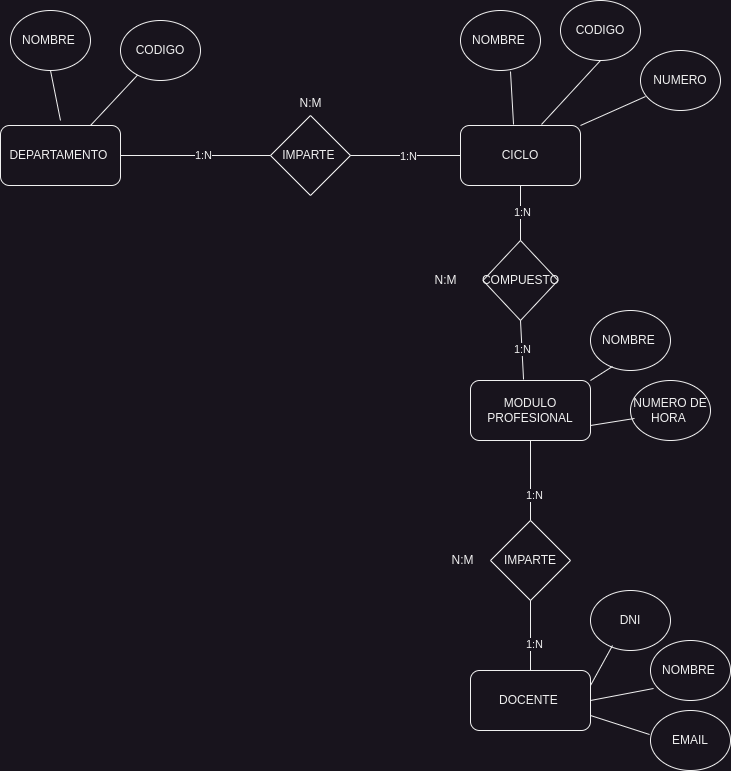 NOMBRE
CODIGO
NOMBRE
CODIGO
NUMERO
N:M
DEPARTAMENTO
1:N
IMPARTE
1:N
CICLO
1:N
N:M
COMPUESTO
1:N
NOMBRE
MODULO
PROFESIONAL
NUMERO DE
HORA
1:N
N:M
IMPARTE
1:N
DNI
NOMBRE
DOCENTE
EMAIL